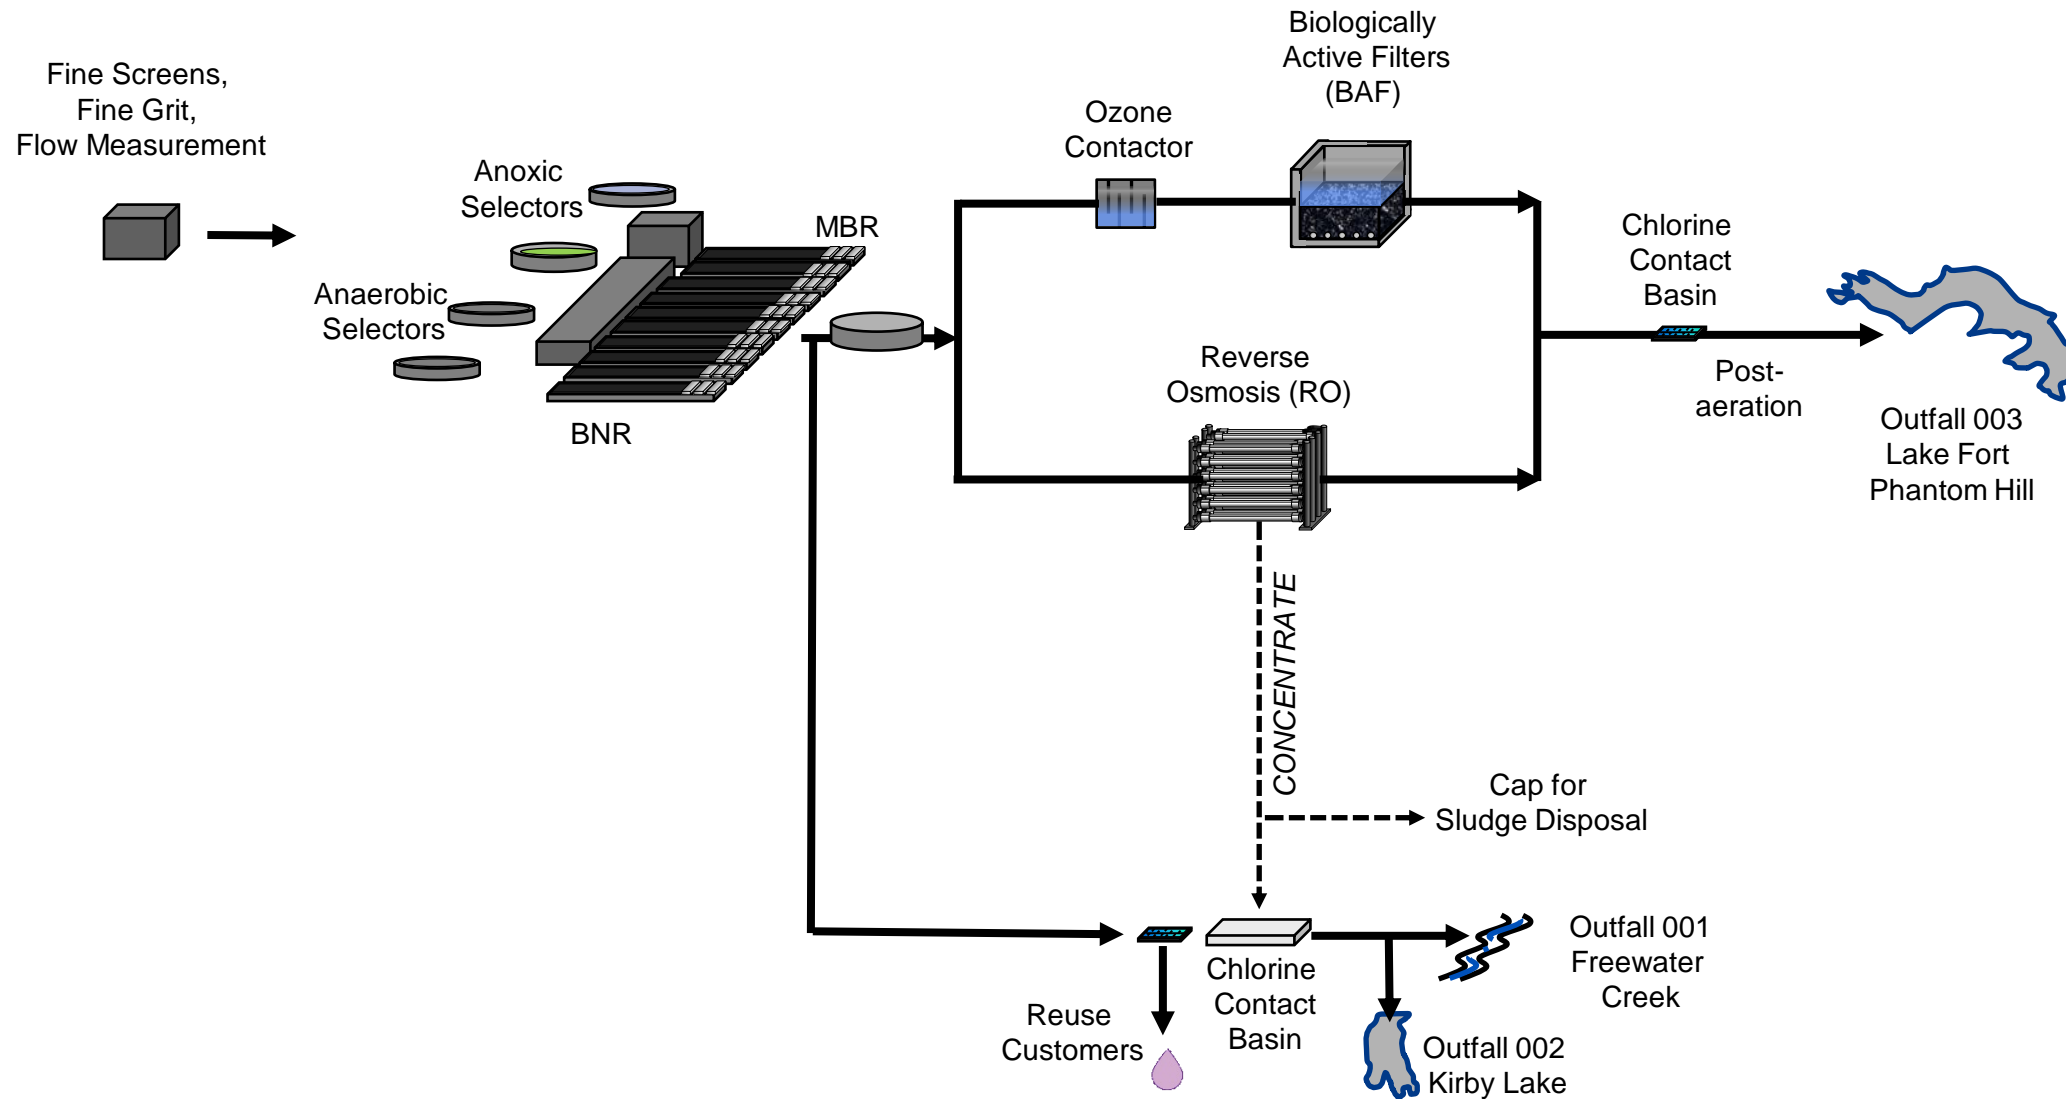 Fine Screens,
Fine Grit,
Flow Measurement
Anoxic
Selectors
Anaerobic
Selectors
MBR
BNR
Ozone
Contactor
Biologically
Active Filters
(BAF)
Reverse
Osmosis (RO)
Chlorine
Contact
Basin
Post-
aeration
Outfall 003
Lake Fort
Phantom Hill
CONCENTRATE
Cap for
Sludge Disposal
Reuse
Customers
Chlorine
Contact
Basin
Outfall 001
Freewater
Creek
Outfall 002
Kirby Lake